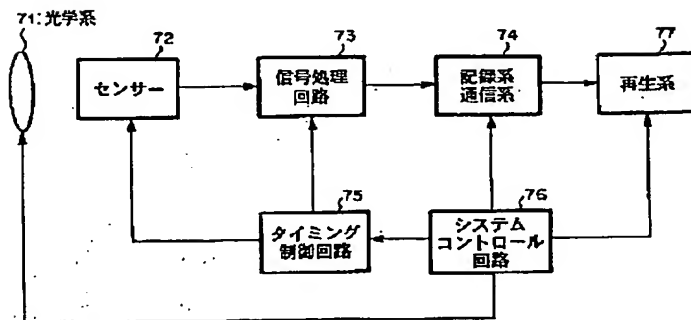 71:光学系
72
センサー
73
信号処理
回路
74
記録系
通信系
77
再生系
75
タイミング
制御回路
76
システム
コントロール
回路